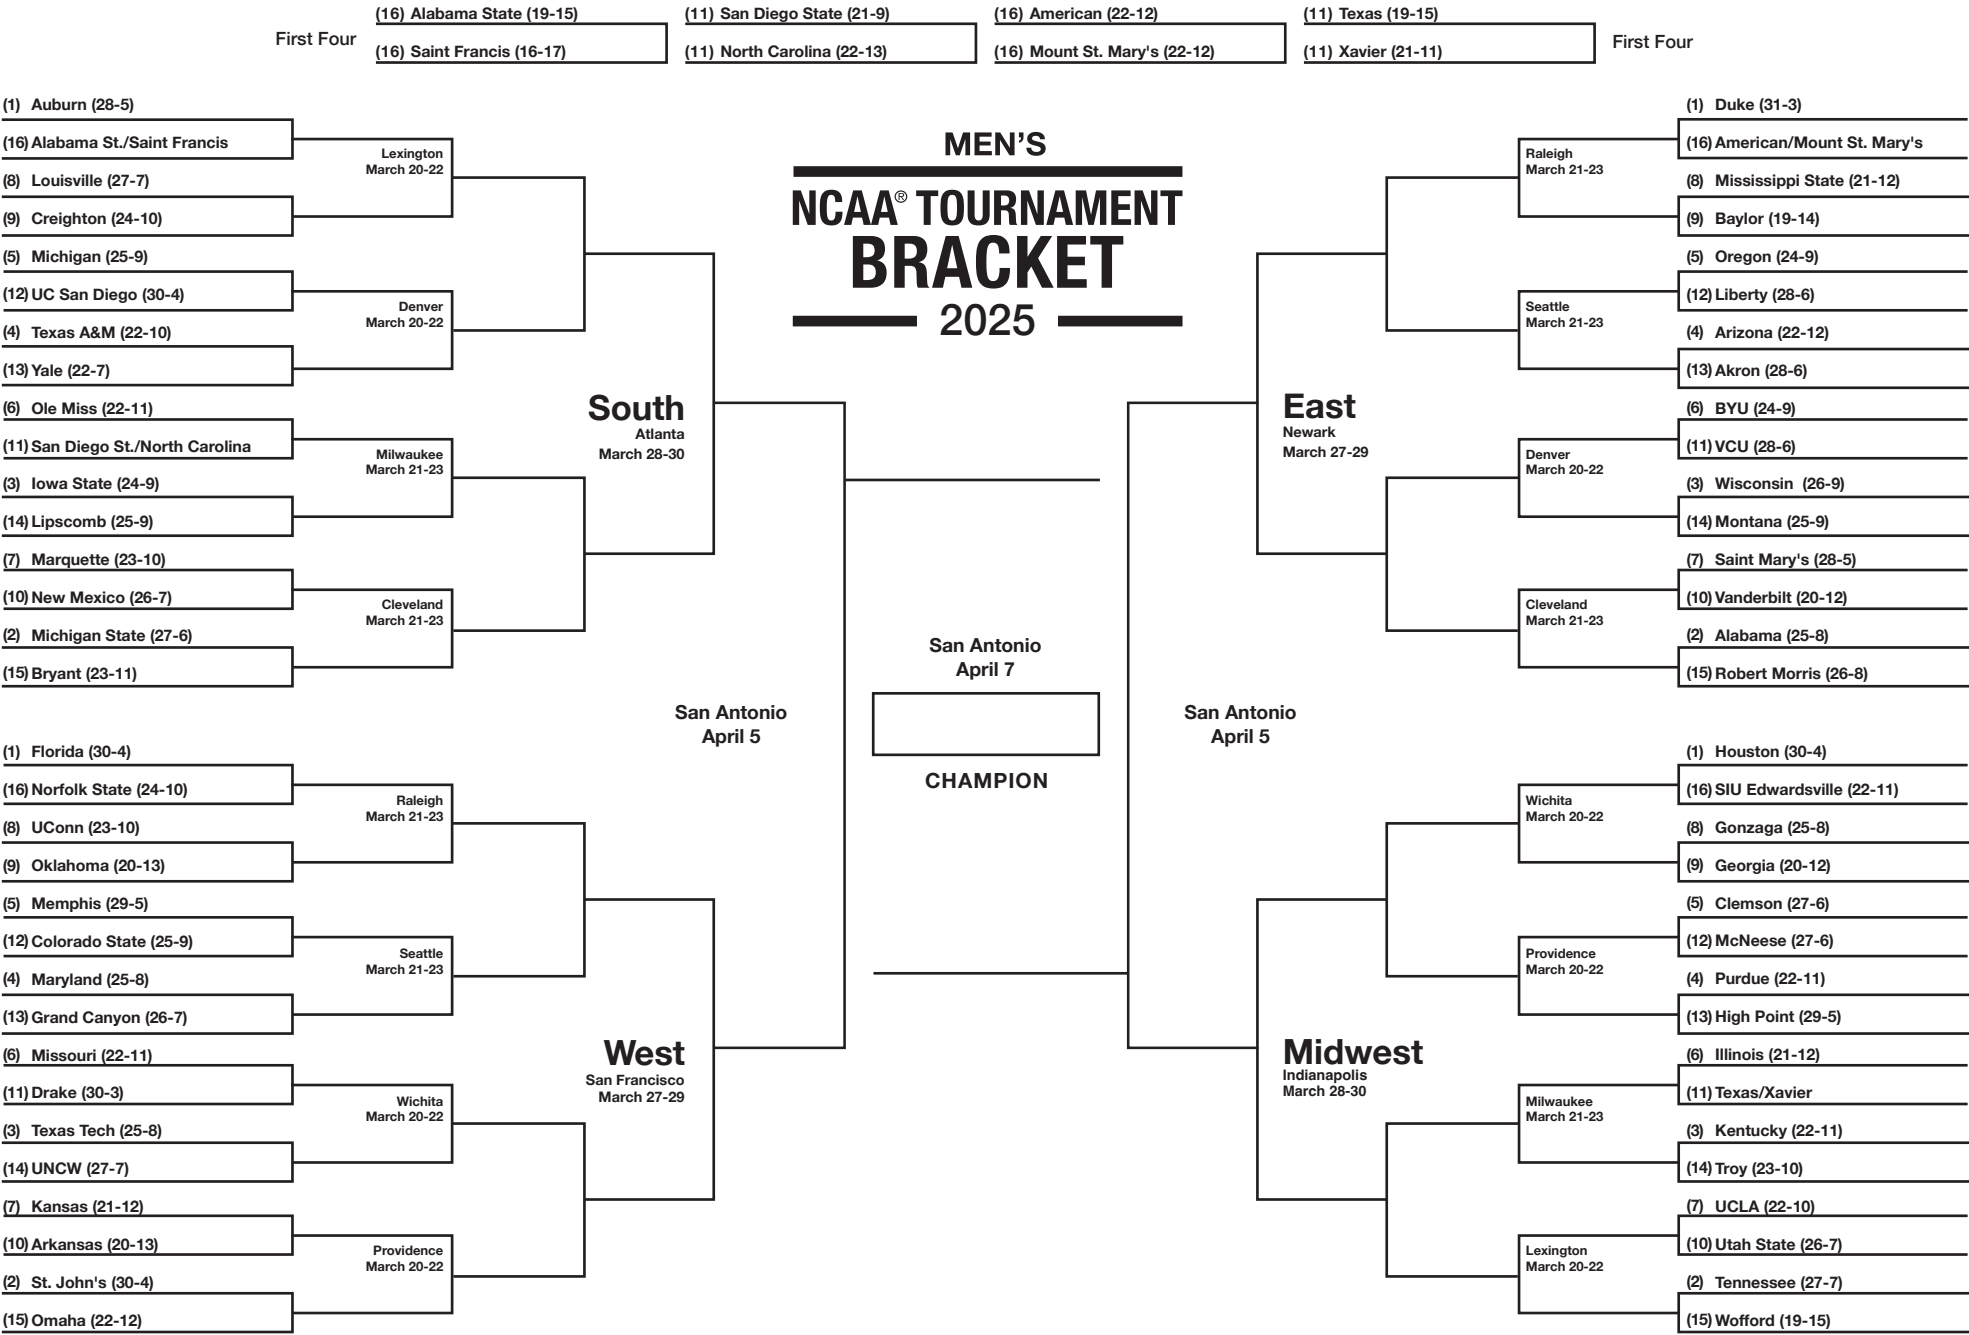 First Four
(16) Alabama State (19-15)
(16) Saint Francis (16-17)
(11) San Diego State (21-9)
(11) North Carolina (22-13)
(16) American (22-12)
(16) Mount St. Mary's (22-12)
(11) Texas (19-15)
(11) Xavier (21-11)
First Four
MEN'S
NCAA® TOURNAMENT
BRACKET
2025
(1) Auburn (28-5)
(16) Alabama St./Saint Francis
(8) Louisville (27-7)
(9) Creighton (24-10)
(5) Michigan (25-9)
(12) UC San Diego (30-4)
(4) Texas A&M (22-10)
(13) Yale (22-7)
(6) Ole Miss (22-11)
(11) San Diego St./North Carolina
(3) Iowa State (24-9)
(14) Lipscomb (25-9)
(7) Marquette (23-10)
(10) New Mexico (26-7)
(2) Michigan State (27-6)
(15) Bryant (23-11)
Lexington
March 20-22
Denver
March 20-22
Milwaukee
March 21-23
Cleveland
March 21-23
South
Atlanta
March 28-30
(1) Florida (30-4)
(16) Norfolk State (24-10)
(8) UConn (23-10)
(9) Oklahoma (20-13)
(5) Memphis (29-5)
(12) Colorado State (25-9)
(4) Maryland (25-8)
(13) Grand Canyon (26-7)
(6) Missouri (22-11)
(11) Drake (30-3)
(3) Texas Tech (25-8)
(14) UNCW (27-7)
(7) Kansas (21-12)
(10) Arkansas (20-13)
(2) St. John's (30-4)
(15) Omaha (22-12)
Raleigh
March 21-23
Seattle
March 21-23
Wichita
March 20-22
Providence
March 20-22
West
San Francisco
March 27-29
San Antonio
April 5
San Antonio
April 7
CHAMPION
San Antonio
April 5
East
Newark
March 27-29
Raleigh
March 21-23
Seattle
March 21-23
Denver
March 20-22
Cleveland
March 21-23
(1) Duke (31-3)
(16) American/Mount St. Mary's
(8) Mississippi State (21-12)
(9) Baylor (19-14)
(5) Oregon (24-9)
(12) Liberty (28-6)
(4) Arizona (22-12)
(13) Akron (28-6)
(6) BYU (24-9)
(11) VCU (28-6)
(3) Wisconsin (26-9)
(14) Montana (25-9)
(7) Saint Mary's (28-5)
(10) Vanderbilt (20-12)
(2) Alabama (25-8)
(15) Robert Morris (26-8)
Midwest
Indianapolis
March 28-30
Wichita
March 20-22
Providence
March 20-22
Milwaukee
March 21-23
Lexington
March 20-22
(1) Houston (30-4)
(16) SIU Edwardsville (22-11)
(8) Gonzaga (25-8)
(9) Georgia (20-12)
(5) Clemson (27-6)
(12) McNeese (27-6)
(4) Purdue (22-11)
(13) High Point (29-5)
(6) Illinois (21-12)
(11) Texas/Xavier
(3) Kentucky (22-11)
(14) Troy (23-10)
(7) UCLA (22-10)
(10) Utah State (26-7)
(2) Tennessee (27-7)
(15) Wofford (19-15)